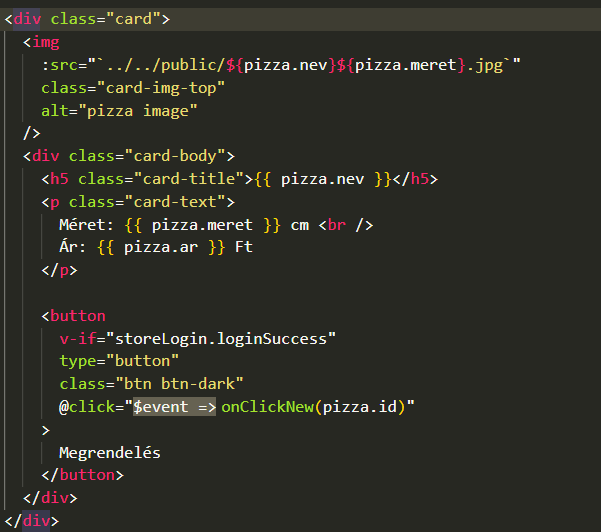 <div class="card">
  <img
    :src="`../../public/${pizza.nev}${pizza.meret}.jpg`"
    class="card-img-top"
    alt="pizza image"
  />
  <div class="card-body">
    <h5 class="card-title">{{ pizza.nev }}</h5>
    <p class="card-text">
      Méret: {{ pizza.meret }} cm <br />
      Ár: {{ pizza.ar }} Ft
    </p>

    <button
      v-if="storeLogin.loginSuccess"
      type="button"
      class="btn btn-dark"
      @click="$event => onClickNew(pizza.id)"
    >
      Megrendelés
    </button>
  </div>
</div>